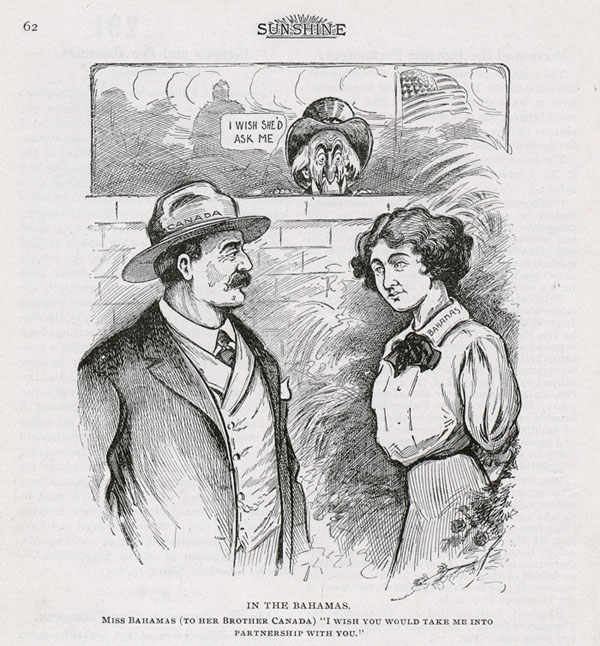 62
SUNSHINE
I WISH SHE'D
ASK ME
CANADA
BAHAMAS
IN THE BAHAMAS.
MISS BAHAMAS (TO HER BROTHER CANADA) "I WISH YOU WOULD TAKE ME INTO
PARTNERSHIP WITH YOU."